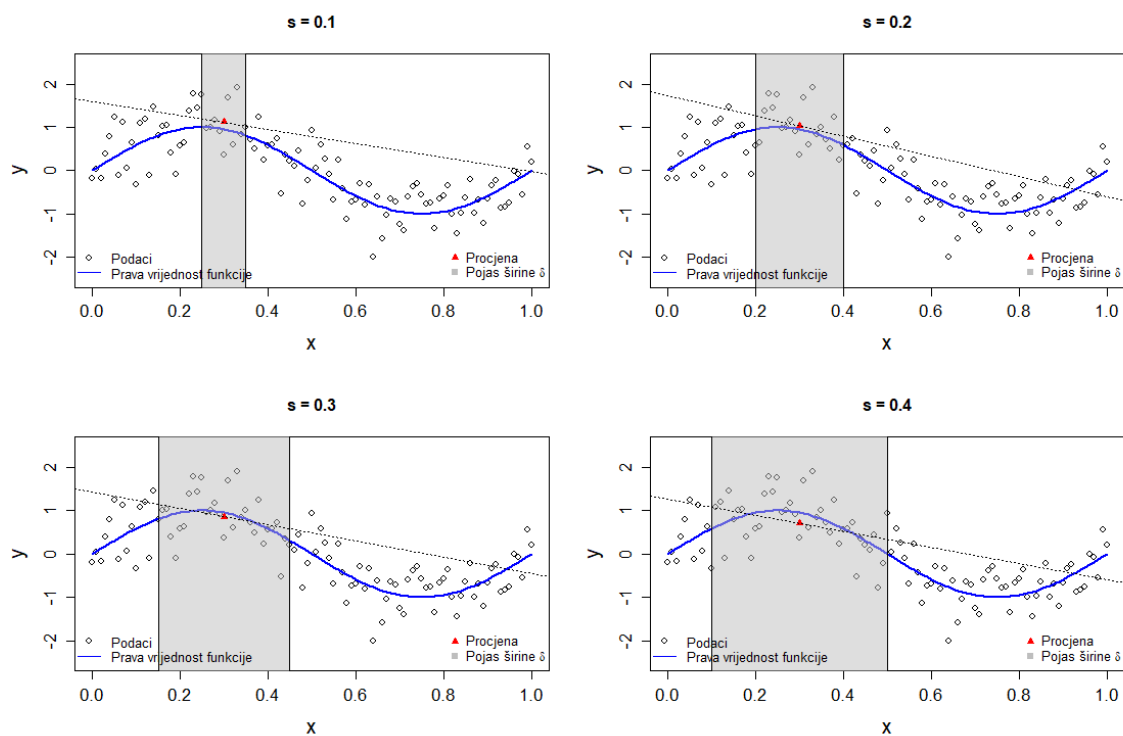 s = 0.1
y
2
1
0
-1
-2
Podaci
Prava vrijednost funkcije
Procjena
Pojas širine δ
0.0 0.2 0.4 0.6 0.8 1.0
x
s = 0.2
y
2
1
0
-1
-2
Podaci
Prava vrijednost funkcije
Procjena
Pojas širine δ
0.0 0.2 0.4 0.6 0.8 1.0
x
s = 0.3
y
2
1
0
-1
-2
Podaci
Prava vrijednost funkcije
Procjena
Pojas širine δ
0.0 0.2 0.4 0.6 0.8 1.0
x
s = 0.4
y
2
1
0
-1
-2
Podaci
Prava vrijednost funkcije
Procjena
Pojas širine δ
0.0 0.2 0.4 0.6 0.8 1.0
x